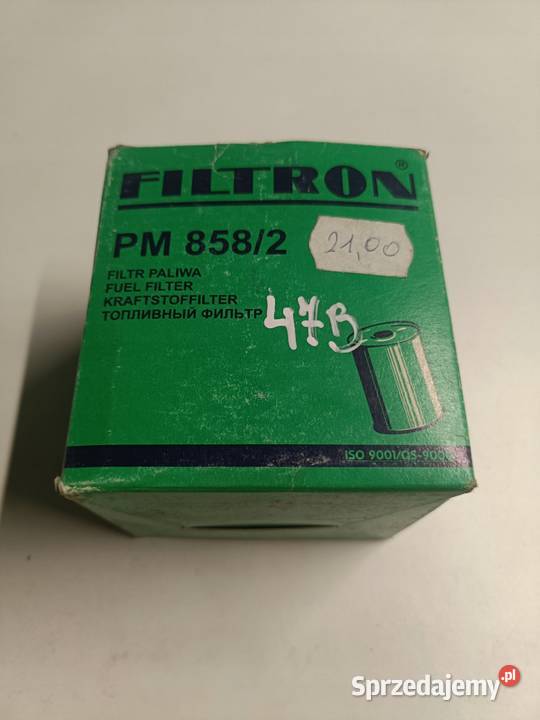 FILTRON®
PM 858/2
21,00
FILTR PALIWA
FUEL FILTER
KRAFTSTOFFILTER
ТОПЛИВНЫЙ ФИЛЬТР
47B
ISO 9001/QS-9000
Sprzedajemy.pl